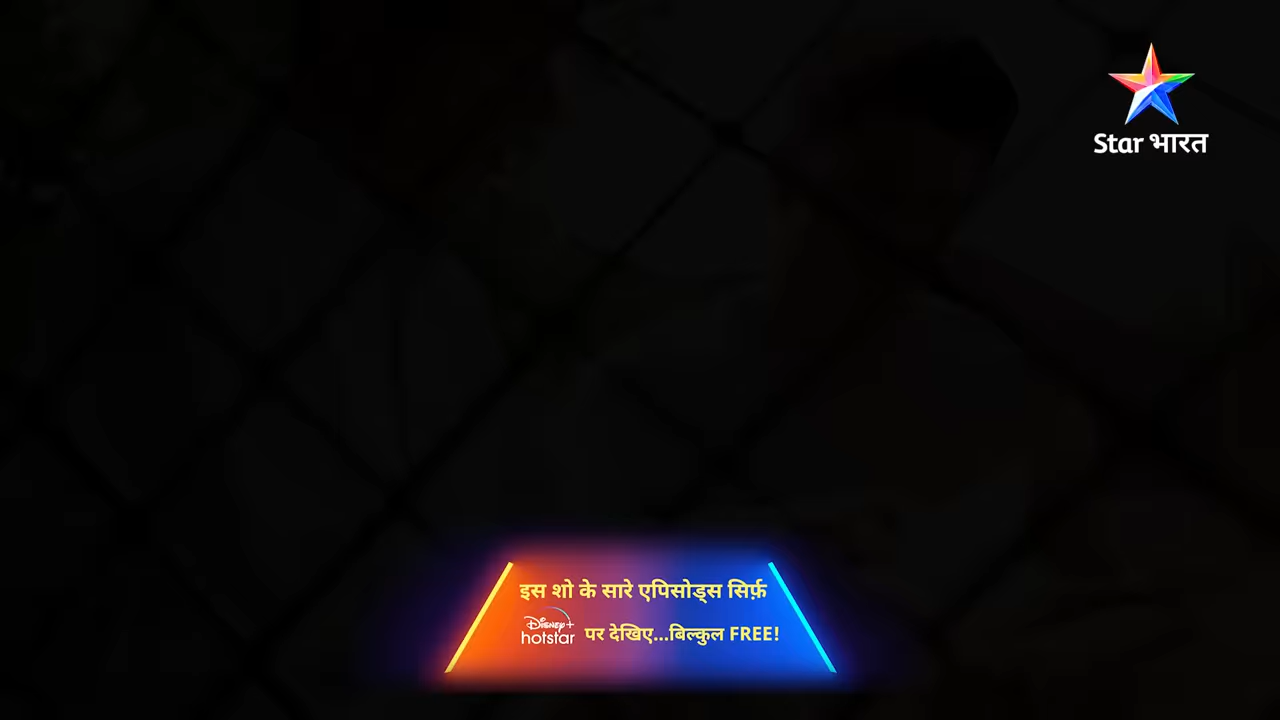 Star भारत
इस शो के सारे एपिसोड्स सिर्फ़
Disney+ hotstar पर देखिए...बिल्कुल FREE!